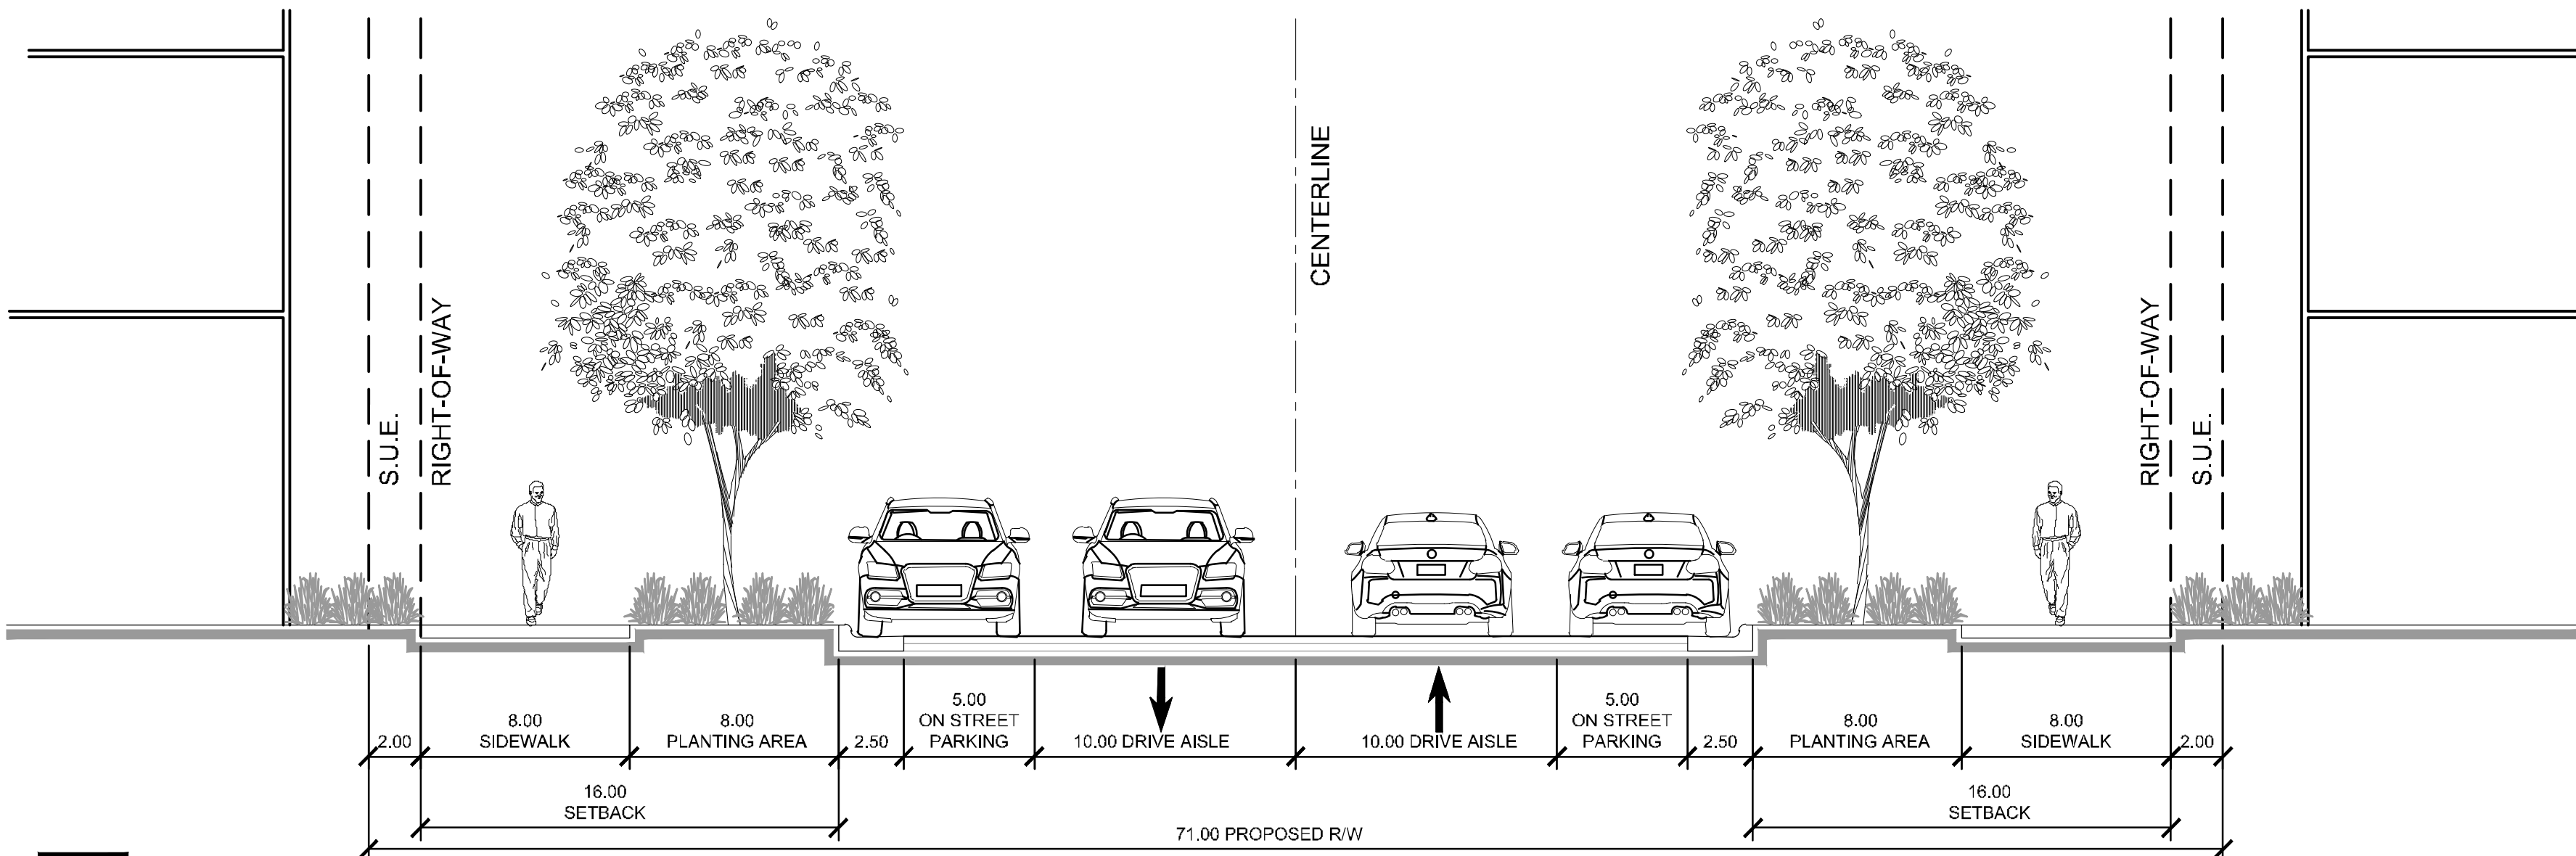 CENTERLINE
S.U.E.
RIGHT-OF-WAY
RIGHT-OF-WAY
S.U.E.
2.00
8.00
SIDEWALK
8.00
PLANTING AREA
2.50
5.00
ON STREET
PARKING
10.00 DRIVE AISLE
10.00 DRIVE AISLE
5.00
ON STREET
PARKING
2.50
8.00
PLANTING AREA
8.00
SIDEWALK
2.00
16.00
SETBACK
16.00
SETBACK
71.00 PROPOSED R/W